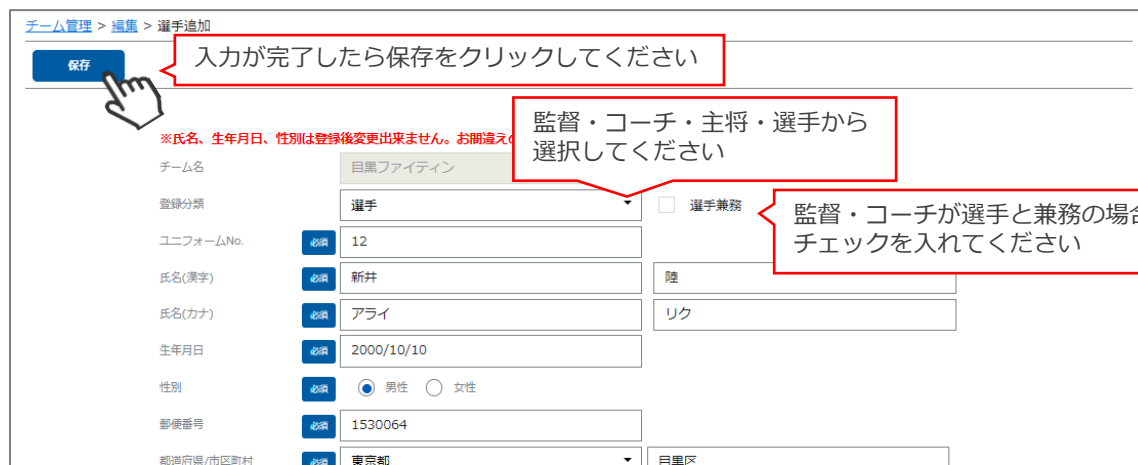 チーム管理 > 編集 > 選手追加
保存
入力が完了したら保存をクリックしてください
監督・コーチ・主将・選手から
選択してください
※氏名、生年月日、性別は登録後変更出来ません。お間違え
チーム名 目黒ファイティン
登録分類 選手 選手兼務
監督・コーチが選手と兼務の場合
チェックを入れてください
ユニフォームNo. 必須 12
氏名(漢字) 必須 新井 陸
氏名(カナ) 必須 アライ リク
生年月日 必須 2000/10/10
性別 必須 男性 女性
郵便番号 必須 1530064
都道府県/市区町村 必須 東京都 目黒区